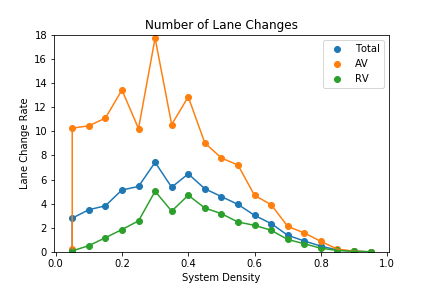 Number of Lane Changes
18
16
14
12
10
8
6
4
2
0
Lane Change Rate
Total
AV
RV
0.0 0.2 0.4 0.6 0.8 1.0
System Density